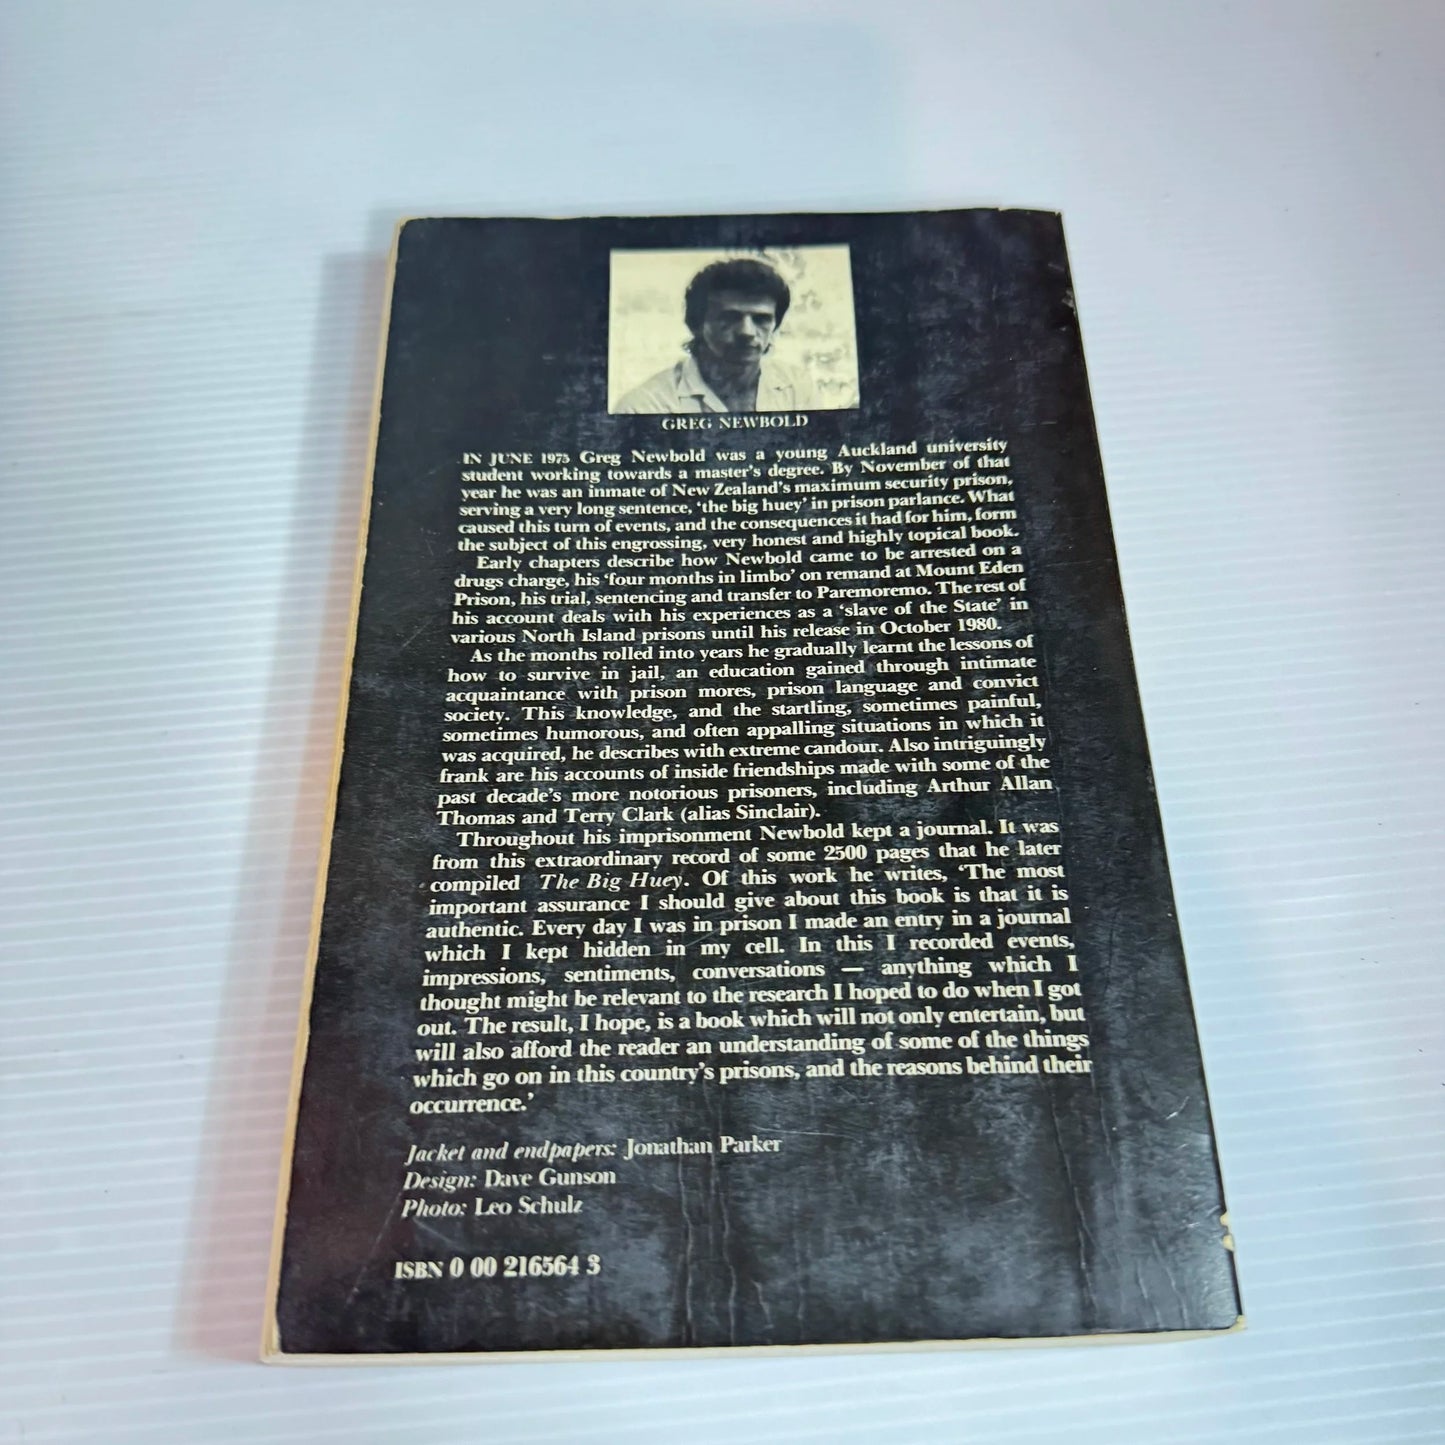 GREG NEWBOLD
IN JUNE 1975 Greg Newbold was a young Auckland university
student working towards a master's degree. By November of that
year he was an inmate of New Zealand's maximum security prison,
serving a very long sentence, 'the big huey' in prison parlance. What
caused this turn of events, and the consequences it had for him, form
the subject of this engrossing, very honest and highly topical book.
Early chapters describe how Newbold came to be arrested on a
drugs charge, his 'four months in limbo' on remand at Mount Eden
Prison, his trial, sentencing and transfer to Paremoremo. The rest of
his account deals with his experiences as a 'slave of the State' in
various North Island prisons until his release in October 1980.
As the months rolled into years he gradually learnt the lessons of
how to survive in jail, an education gained through intimate
acquaintance with prison mores, prison language and convict
society. This knowledge, and the startling, sometimes painful,
sometimes humorous, and often appalling situations in which it
was acquired, he describes with extreme candour. Also intriguingly
frank are his accounts of inside friendships made with some of the
past decade's more notorious prisoners, including Arthur Allan
Thomas and Terry Clark (alias Sinclair).
Throughout his imprisonment Newbold kept a journal. It was
from this extraordinary record of some 2500 pages that he later
compiled The Big Huey. Of this work he writes, 'The most
important assurance I should give about this book is that it is
authentic. Every day I was in prison I made an entry in a journal
which I kept hidden in my cell. In this I recorded events,
impressions, sentiments, conversations — anything which I
thought might be relevant to the research I hoped to do when I got
out. The result, I hope, is a book which will not only entertain, but
will also afford the reader an understanding of some of the things
which go on in this country's prisons, and the reasons behind their
occurrence.'
Jacket and endpapers: Jonathan Parker
Design: Dave Gunson
Photo: Leo Schulz
ISBN 0 00 216564 3